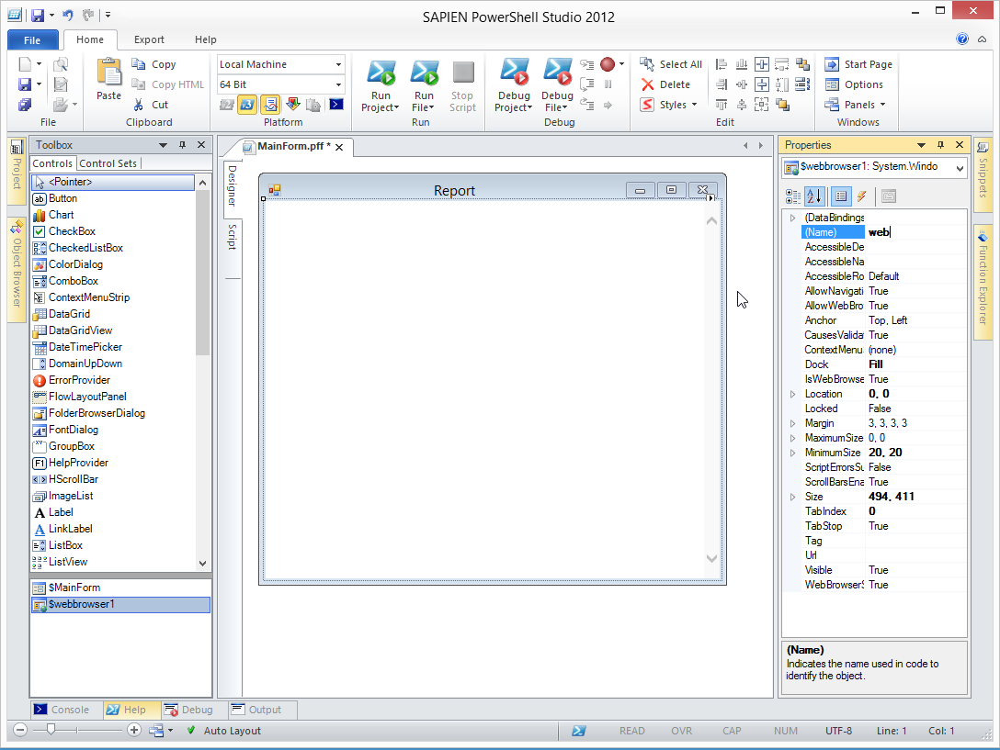 SAPIEN PowerShell Studio 2012
File Home Export Help
Paste Copy Copy HTML Cut
Local Machine
64 Bit
Run Project Run File Stop Script
Debug Project Debug File
Select All Delete Styles
Start Page Options Panels
File Clipboard Platform Run Debug Edit Windows
Project
Object Browser
Toolbox
Controls Control Sets
<Pointer>
Button
Chart
CheckBox
CheckedListBox
ColorDialog
ComboBox
ContextMenuStrip
DataGrid
DataGridView
DateTimePicker
DomainUpDown
ErrorProvider
FlowLayoutPanel
FolderBrowserDialog
FontDialog
GroupBox
HelpProvider
HScrollBar
ImageList
Label
LinkLabel
ListBox
ListView
$MainForm
$webbrowser1
MainForm.pff *
Designer
Script
Report
Properties
$webbrowser1: System.Windo
(DataBindings
(Name) web
AccessibleDe
AccessibleNa
AccessibleRo Default
AllowNavigati True
AllowWebBro True
Anchor Top, Left
CausesValida True
ContextMenu (none)
Dock Fill
IsWebBrowse True
Location 0, 0
Locked False
Margin 3, 3, 3, 3
MaximumSize 0, 0
MinimumSize 20, 20
ScriptErrorsSu False
ScrollBarsEna True
Size 494, 411
TabIndex 0
TabStop True
Tag
Url
Visible True
WebBrowserS True
(Name)
Indicates the name used in code to
identify the object.
Snippets
Function Explorer
Console Help Debug Output
Auto Layout READ OVR CAP NUM UTF-8 Line: 1 Col: 1